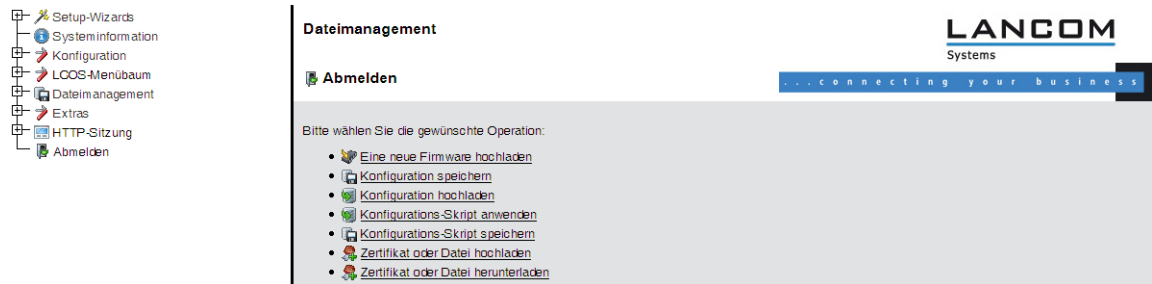 Setup-Wizards
Systeminformation
Konfiguration
LCOS-Menübaum
Dateimanagement
Extras
HTTP-Sitzung
Abmelden
Dateimanagement
LANCOM
Systems
Abmelden
...connecting your business
Bitte wählen Sie die gewünschte Operation:
Eine neue Firmware hochladen
Konfiguration speichern
Konfiguration hochladen
Konfigurations-Skript anwenden
Konfigurations-Skript speichern
Zertifikat oder Datei hochladen
Zertifikat oder Datei herunterladen